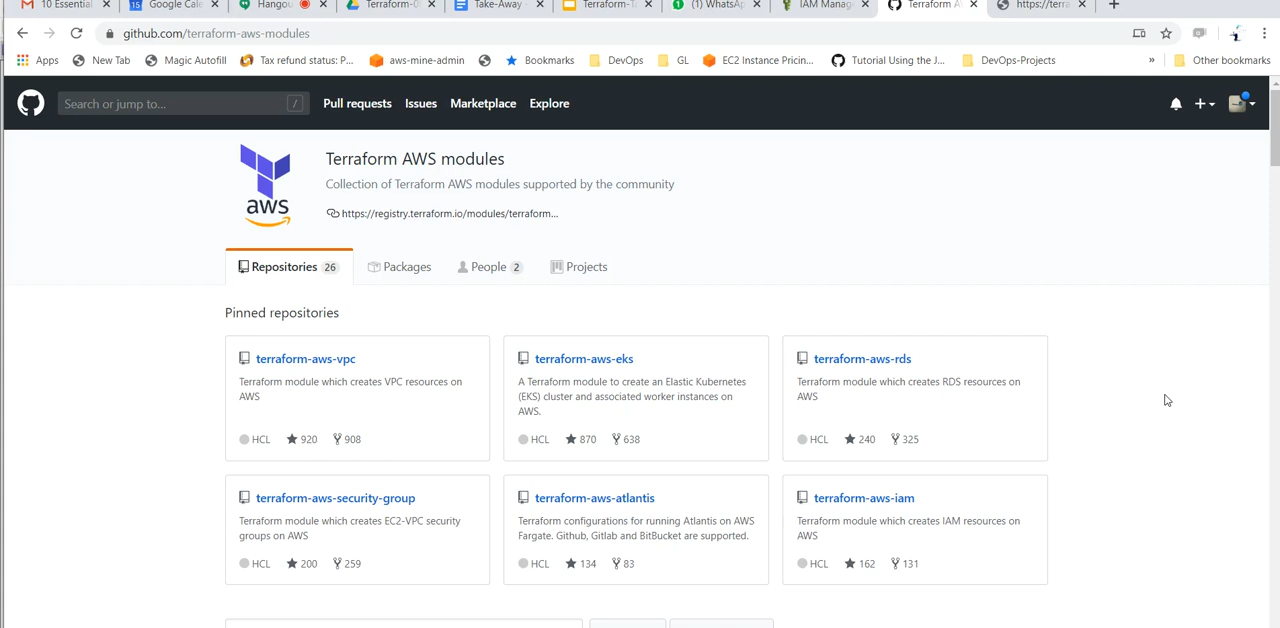 10 Essential
15 Google Cale
Hangou
Terraform-0
Take-Away -
Terraform-T
1 (1) WhatsAp
IAM Manag
Terraform A
https://terra
github.com/terraform-aws-modules
Apps New Tab Magic Autofill Tax refund status: P... aws-mine-admin Bookmarks DevOps GL EC2 Instance Pricin... Tutorial Using the J... DevOps-Projects » Other bookmarks
Search or jump to... / Pull requests Issues Marketplace Explore
Terraform AWS modules
Collection of Terraform AWS modules supported by the community
aws
https://registry.terraform.io/modules/terraform...
Repositories 26 Packages People 2 Projects
Pinned repositories
terraform-aws-vpc
Terraform module which creates VPC resources on
AWS
HCL 920 908
terraform-aws-eks
A Terraform module to create an Elastic Kubernetes
(EKS) cluster and associated worker instances on
AWS.
HCL 870 638
terraform-aws-rds
Terraform module which creates RDS resources on
AWS
HCL 240 325
terraform-aws-security-group
Terraform module which creates EC2-VPC security
groups on AWS
HCL 200 259
terraform-aws-atlantis
Terraform configurations for running Atlantis on AWS
Fargate. Github, Gitlab and BitBucket are supported.
HCL 134 83
terraform-aws-iam
Terraform module which creates IAM resources on
AWS
HCL 162 131